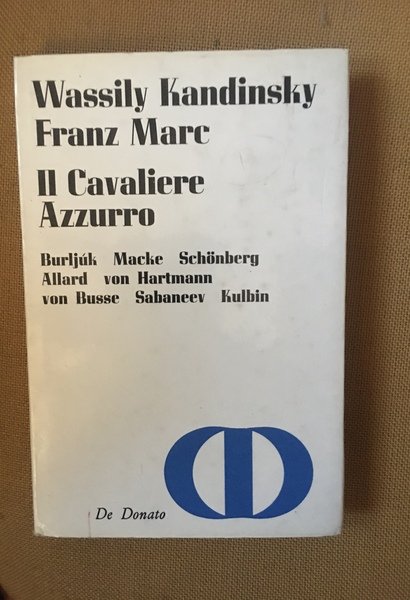 Wassily Kandinsky
Franz Marc
Il Cavaliere
Azzurro
Burljúk Macke Schönberg
Allard von Hartmann
von Busse Sabaneev Kulbin
De Donato